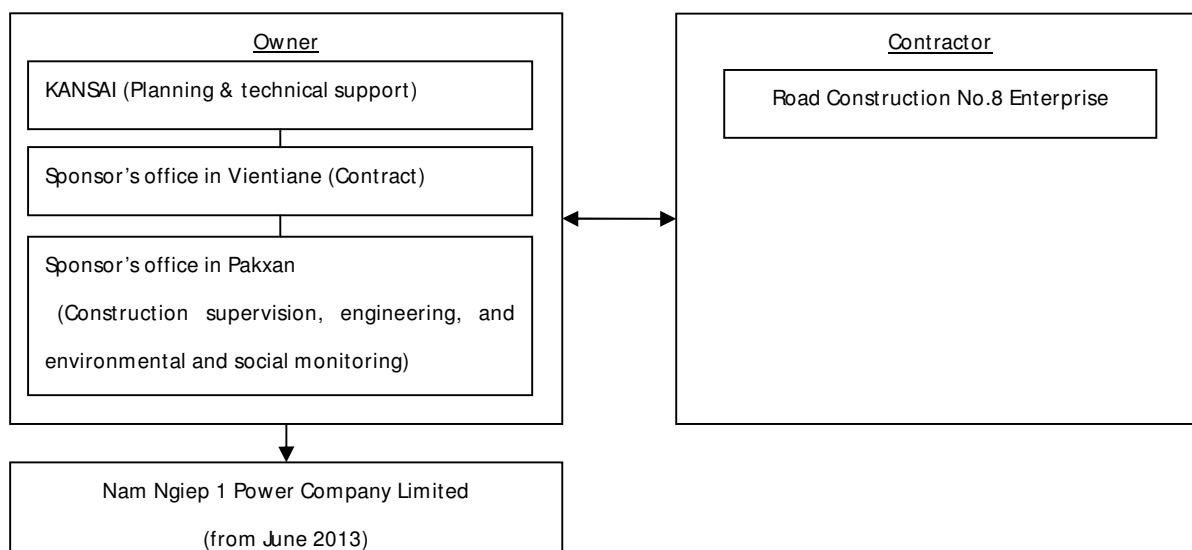 Owner
KANSAI (Planning & technical support)
Sponsor's office in Vientiane (Contract)
Sponsor's office in Pakxan
(Construction supervision, engineering, and
environmental and social monitoring)
Contractor
Road Construction No.8 Enterprise
Nam Ngiep 1 Power Company Limited
(from June 2013)